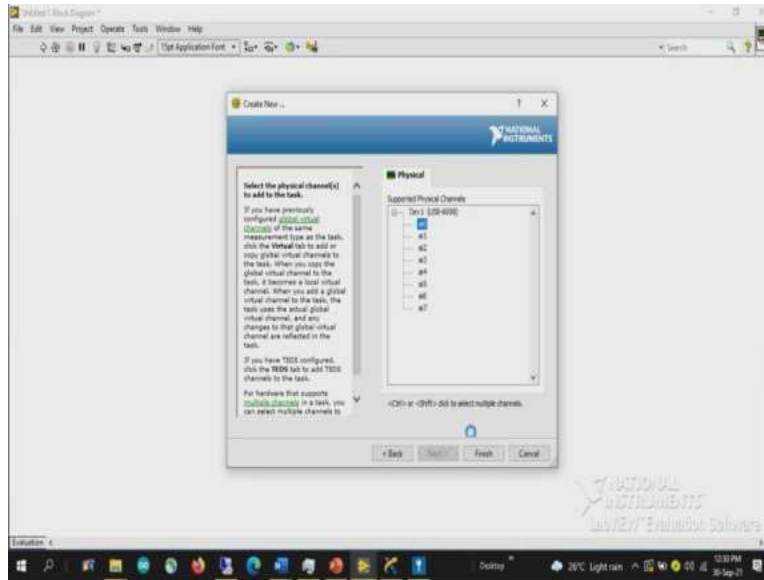 Untitled 1 Block Diagram *
File Edit View Project Operate Tools Window Help
15pt Application Font
Search
Create New ...
NATIONAL
INSTRUMENTS
Select the physical channel(s)
to add to the task.
If you have previously
configured global virtual
channels of the same
measurement type as the task,
click the Virtual tab to add or
copy global virtual channels to
the task. When you copy the
global virtual channel to the
task, it becomes a local virtual
channel. When you add a global
virtual channel to the task, the
task uses the actual global
virtual channel, and any
changes to that global virtual
channel are reflected in the
task.
If you have TEDS configured,
click the TEDS tab to add TEDS
channels to the task.
For hardware that supports
multiple channels in a task, you
can select multiple channels to
Physical
Supported Physical Channels
Dev1 (USB-6008)
ai0
ai1
ai2
ai3
ai4
ai5
ai6
ai7
<Ctrl> or <Shift> click to select multiple channels.
< Back Next > Finish Cancel
NATIONAL
INSTRUMENTS
LabVIEW Evaluation Software
Evaluation
Desktop
26°C Light rain
12:30 PM
30-Sep-21